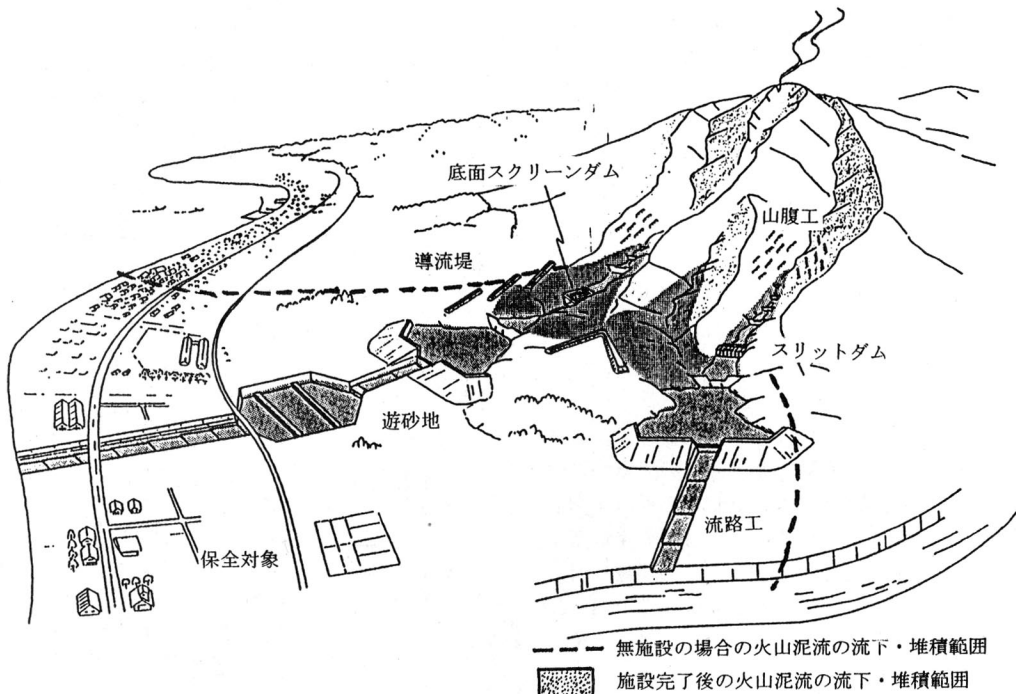 底面スクリーンダム
山腹工
導流堤
スリットダム
遊砂地
流路工
保全対象
無施設の場合の火山泥流の流下・堆積範囲
施設完了後の火山泥流の流下・堆積範囲